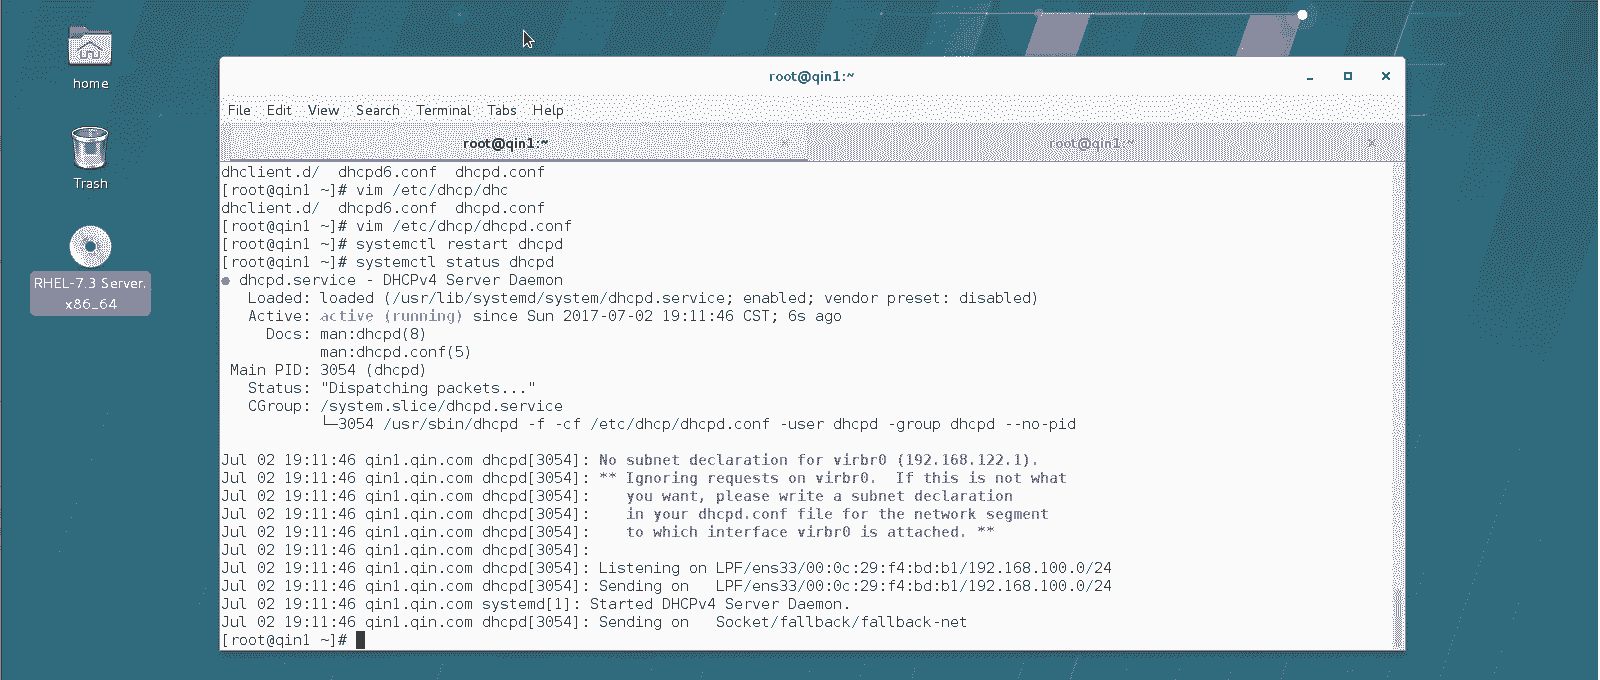 home
Trash
RHEL-7.3 Server.
x86_64
root@qin1:~
File Edit View Search Terminal Tabs Help
root@qin1:~ × root@qin1:~ ×
dhclient.d/  dhcpd6.conf  dhcpd.conf
[root@qin1 ~]# vim /etc/dhcp/dhc
dhclient.d/  dhcpd6.conf  dhcpd.conf
[root@qin1 ~]# vim /etc/dhcp/dhcpd.conf
[root@qin1 ~]# systemctl restart dhcpd
[root@qin1 ~]# systemctl status dhcpd
● dhcpd.service - DHCPv4 Server Daemon
   Loaded: loaded (/usr/lib/systemd/system/dhcpd.service; enabled; vendor preset: disabled)
   Active: active (running) since Sun 2017-07-02 19:11:46 CST; 6s ago
     Docs: man:dhcpd(8)
           man:dhcpd.conf(5)
 Main PID: 3054 (dhcpd)
   Status: "Dispatching packets..."
   CGroup: /system.slice/dhcpd.service
           └─3054 /usr/sbin/dhcpd -f -cf /etc/dhcp/dhcpd.conf -user dhcpd -group dhcpd --no-pid
Jul 02 19:11:46 qin1.qin.com dhcpd[3054]: No subnet declaration for virbr0 (192.168.122.1).
Jul 02 19:11:46 qin1.qin.com dhcpd[3054]: ** Ignoring requests on virbr0.  If this is not what
Jul 02 19:11:46 qin1.qin.com dhcpd[3054]:    you want, please write a subnet declaration
Jul 02 19:11:46 qin1.qin.com dhcpd[3054]:    in your dhcpd.conf file for the network segment
Jul 02 19:11:46 qin1.qin.com dhcpd[3054]:    to which interface virbr0 is attached. **
Jul 02 19:11:46 qin1.qin.com dhcpd[3054]:
Jul 02 19:11:46 qin1.qin.com dhcpd[3054]: Listening on LPF/ens33/00:0c:29:f4:bd:b1/192.168.100.0/24
Jul 02 19:11:46 qin1.qin.com dhcpd[3054]: Sending on   LPF/ens33/00:0c:29:f4:bd:b1/192.168.100.0/24
Jul 02 19:11:46 qin1.qin.com systemd[1]: Started DHCPv4 Server Daemon.
Jul 02 19:11:46 qin1.qin.com dhcpd[3054]: Sending on   Socket/fallback/fallback-net
[root@qin1 ~]#